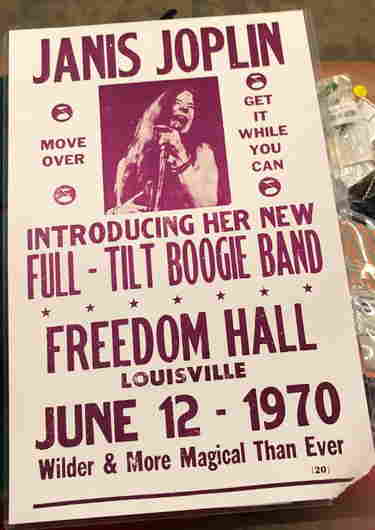 JANIS JOPLIN
MOVE
OVER
GET
IT
WHILE
YOU
CAN
INTRODUCING HER NEW
FULL - TILT BOOGIE BAND
FREEDOM HALL
LOUISVILLE
JUNE 12 - 1970
Wilder & More Magical Than Ever
(20)